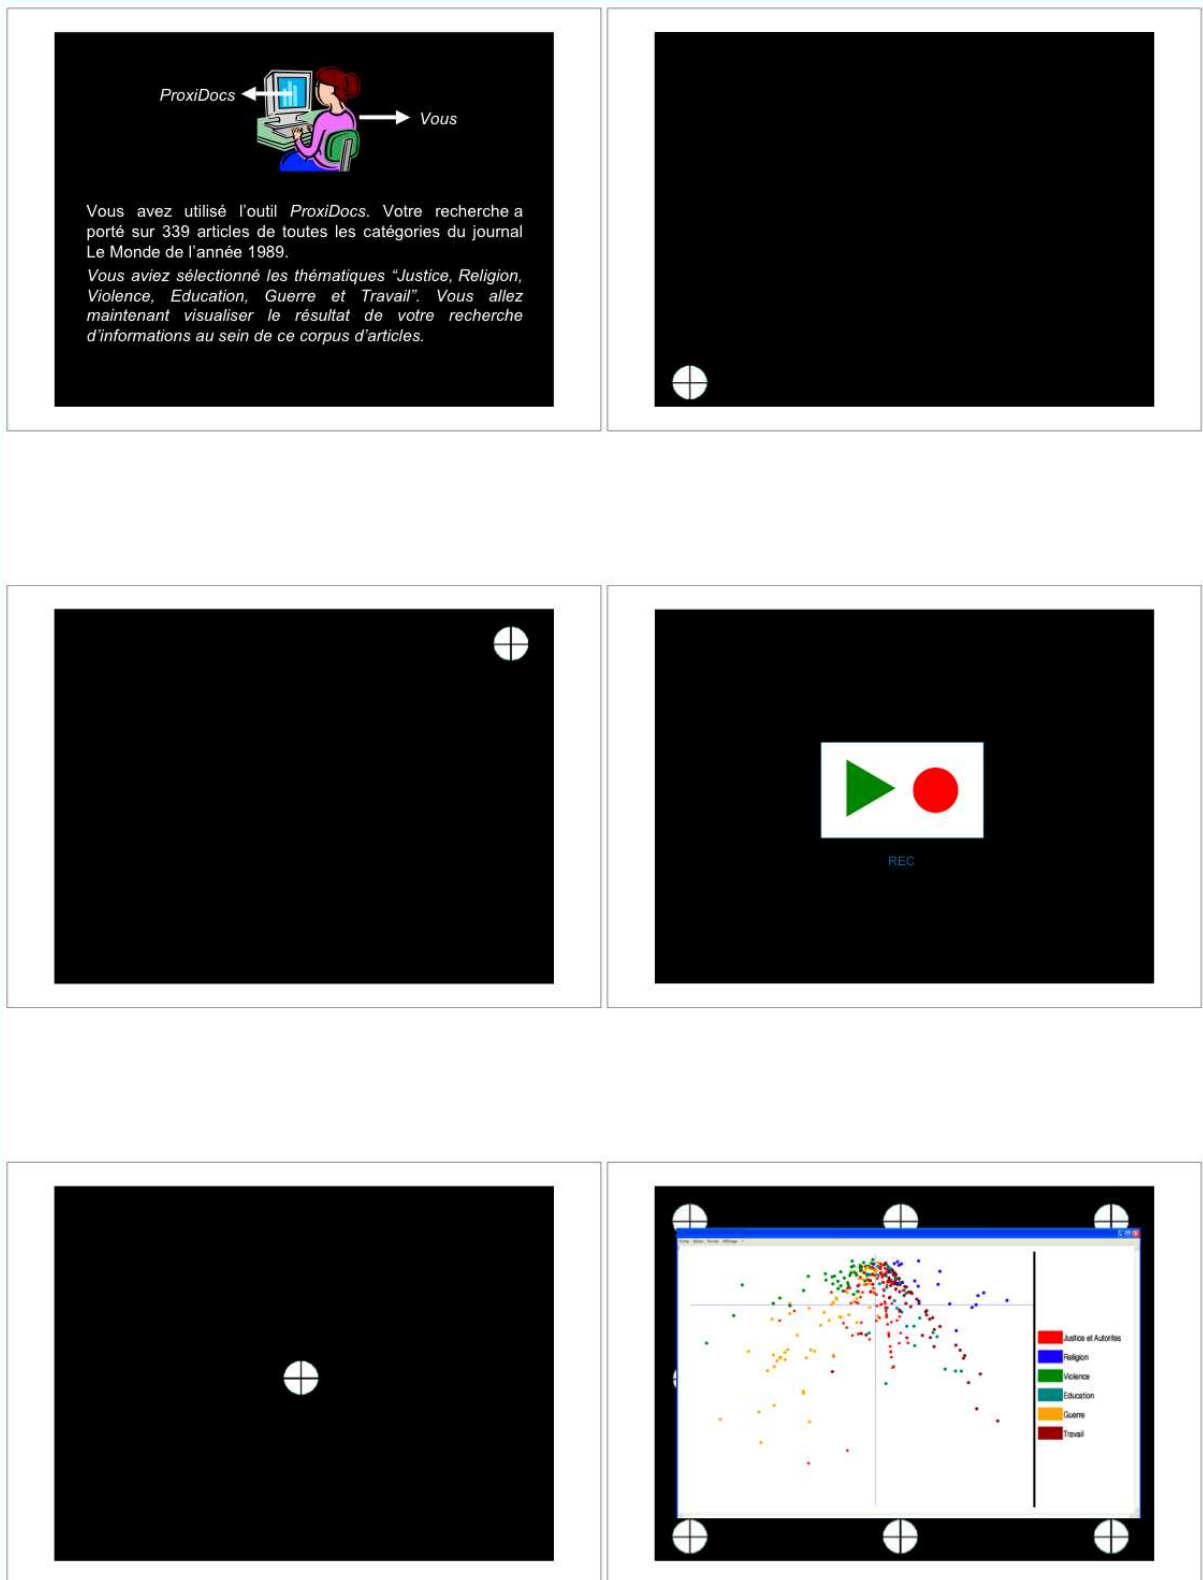 ProxiDocs
Vous
Vous avez utilisé l'outil ProxiDocs. Votre recherche a
porté sur 339 articles de toutes les catégories du journal
Le Monde de l'année 1989.
Vous aviez sélectionné les thématiques “Justice, Religion,
Violence, Education, Guerre et Travail”. Vous allez
maintenant visualiser le résultat de votre recherche
d'informations au sein de ce corpus d'articles.
REC
Justice et Autorites
Religion
Violence
Education
Guerre
Travail